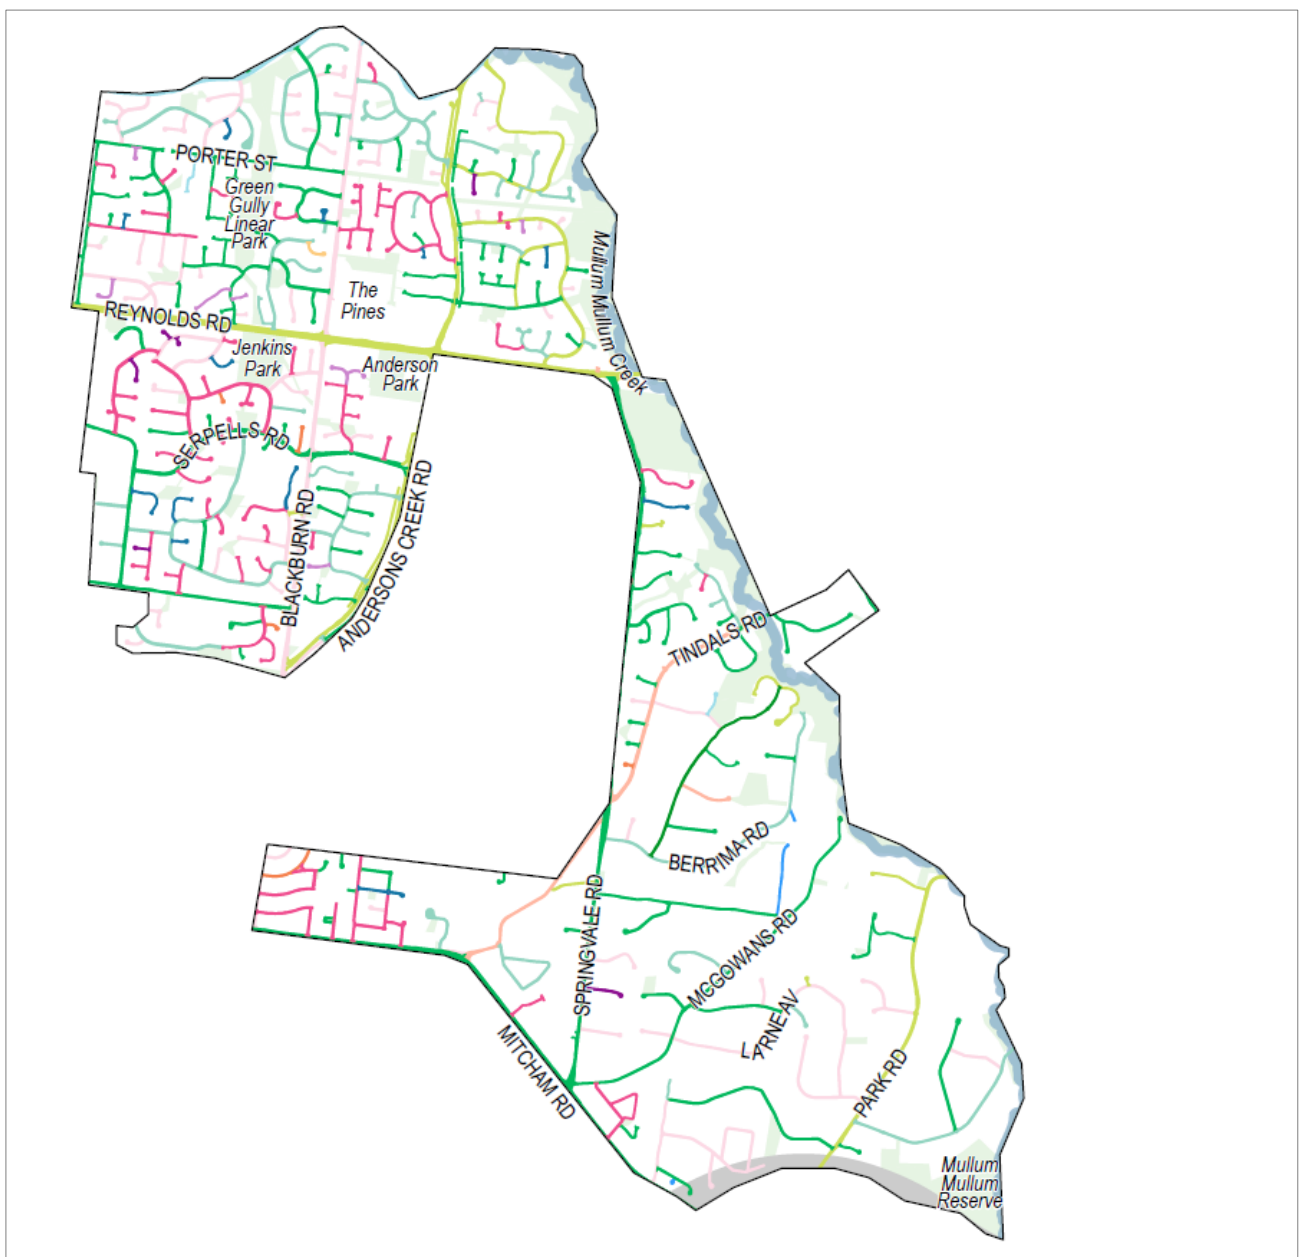 PORTER ST
Green
Gully
Linear
Park
Mullum Mullum Creek
The
Pines
REYNOLDS RD
Jenkins
Park
Anderson
Park
SERPELLS RD
BLACKBURN RD
ANDERSONS CREEK RD
TINDALS RD
BERRIMA RD
SPRINGVALE RD
MCGOWANS RD
LARNE AV
MITCHAM RD
PARK RD
Mullum
Mullum
Reserve